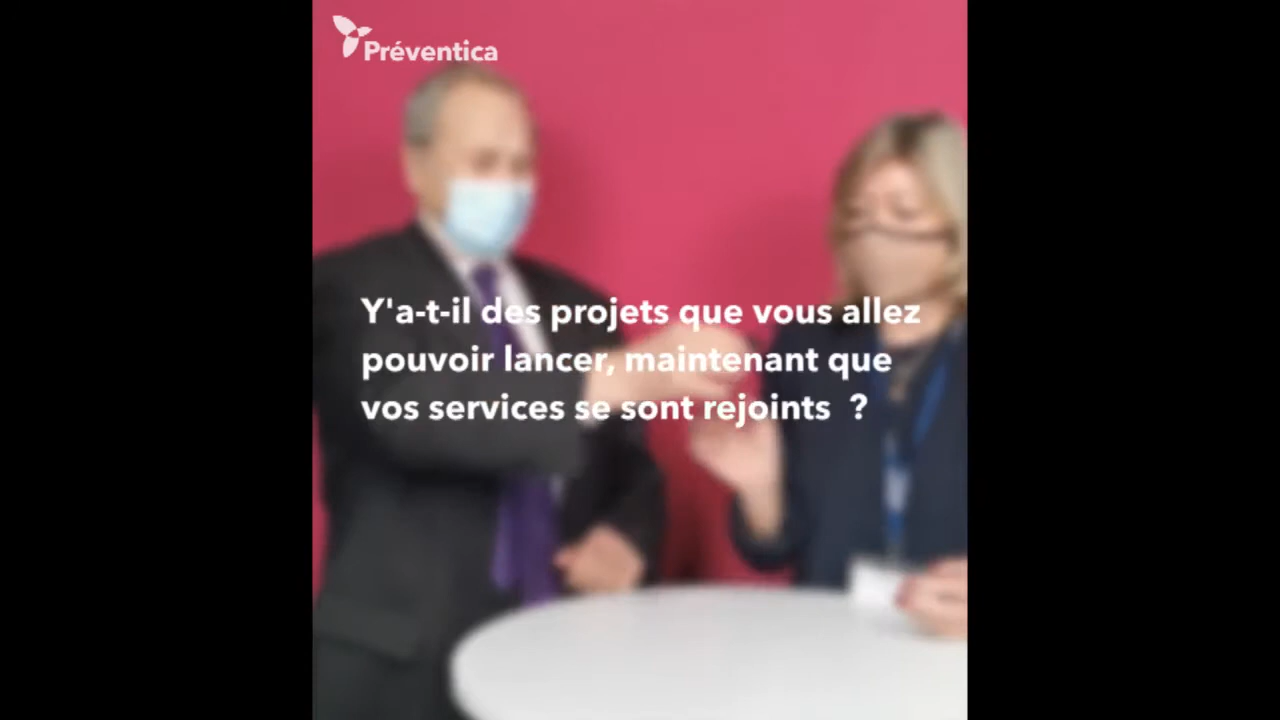 Préventica
Y'a-t-il des projets que vous allez
pouvoir lancer, maintenant que
vos services se sont rejoints  ?